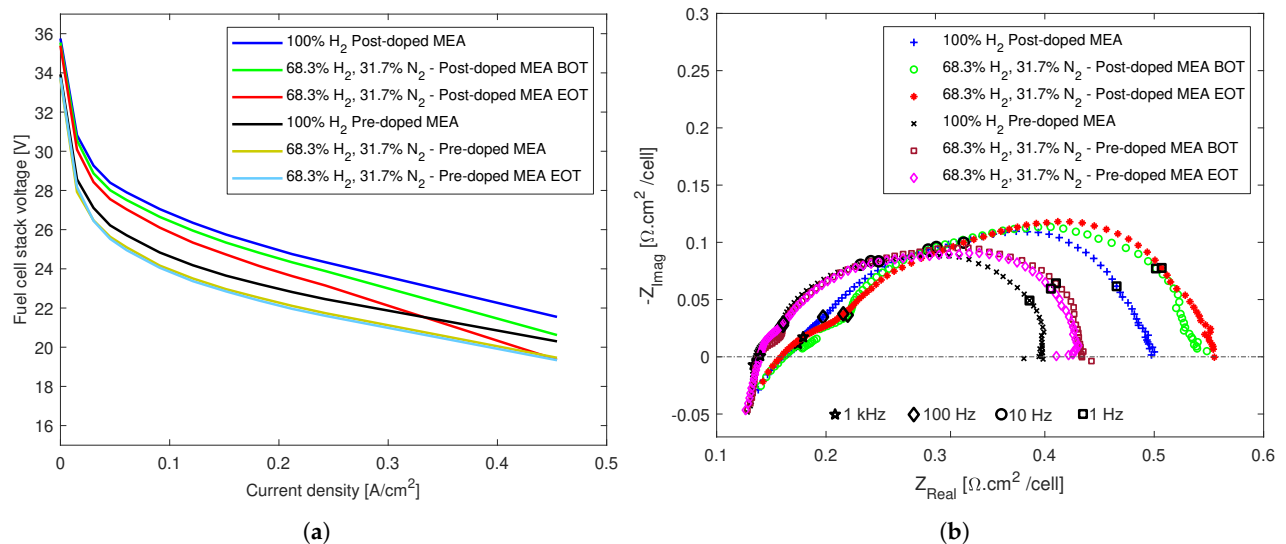 36
34
32
30
28
26
24
22
20
18
16
0
0.1
0.2
0.3
0.4
0.5
Fuel cell stack voltage [V]
Current density [A/cm²]
100% H₂ Post-doped MEA
68.3% H₂, 31.7% N₂ - Post-doped MEA BOT
68.3% H₂, 31.7% N₂ - Post-doped MEA EOT
100% H₂ Pre-doped MEA
68.3% H₂, 31.7% N₂ - Pre-doped MEA
68.3% H₂, 31.7% N₂ - Pre-doped MEA EOT
(a)
0.3
0.25
0.2
0.15
0.1
0.05
0
-0.05
0.1
0.2
0.3
0.4
0.5
0.6
-Z_Imag [Ω.cm² /cell]
Z_Real [Ω.cm² /cell]
100% H₂ Post-doped MEA
68.3% H₂, 31.7% N₂ - Post-doped MEA BOT
68.3% H₂, 31.7% N₂ - Post-doped MEA EOT
100% H₂ Pre-doped MEA
68.3% H₂, 31.7% N₂ - Pre-doped MEA BOT
68.3% H₂, 31.7% N₂ - Pre-doped MEA EOT
1 kHz 100 Hz 10 Hz 1 Hz
(b)